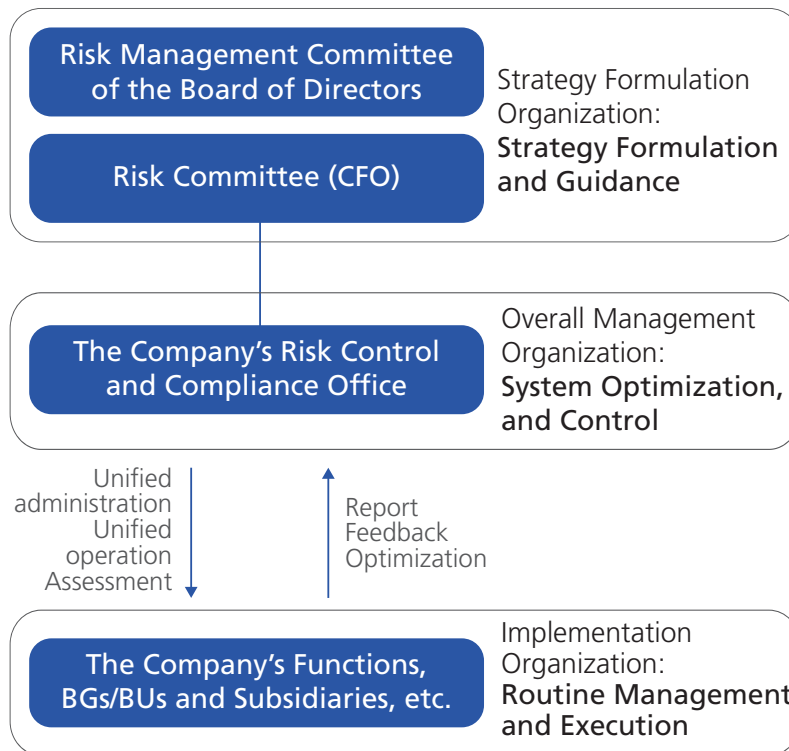 Risk Management Committee
of the Board of Directors
Risk Committee (CFO)
Strategy Formulation
Organization:
Strategy Formulation
and Guidance
The Company’s Risk Control
and Compliance Office
Overall Management
Organization:
System Optimization,
and Control
Unified
administration
Unified
operation
Assessment
Report
Feedback
Optimization
The Company’s Functions,
BGs/BUs and Subsidiaries, etc.
Implementation
Organization:
Routine Management
and Execution